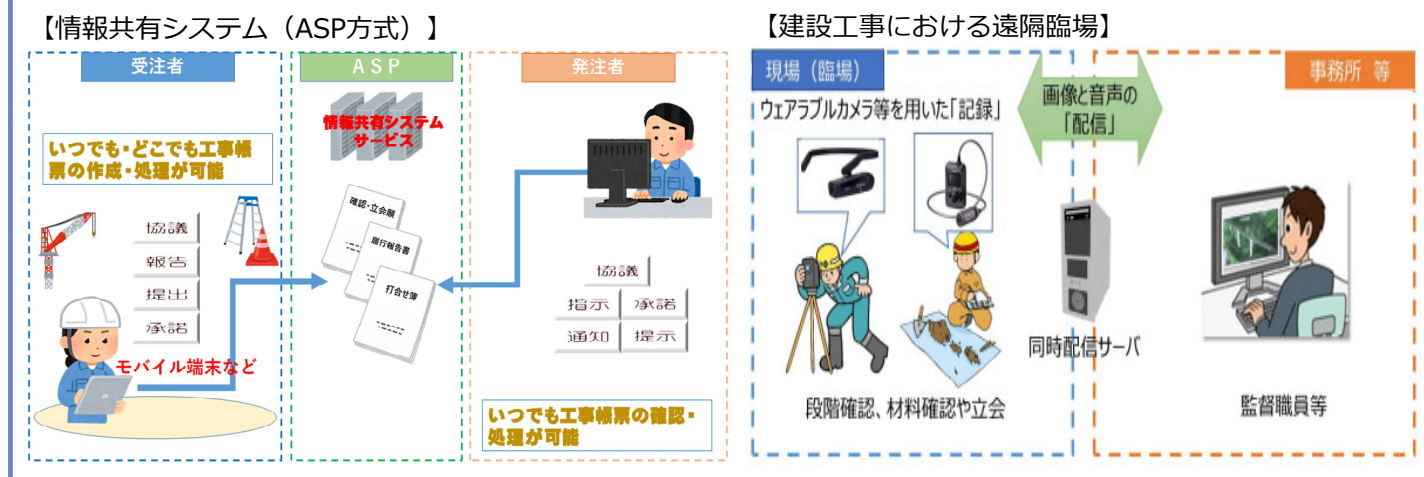 【情報共有システム（ASP方式）】
受注者
いつでも・どこでも工事帳
票の作成・処理が可能
協議
報告
提出
承諾
モバイル端末など
ＡＳＰ
情報共有システム
サービス
確認・立会願
履行報告書
打合せ簿
発注者
協議
指示
承諾
通知
提示
いつでも工事帳票の確認・
処理が可能
【建設工事における遠隔臨場】
現場（臨場）
ウェアラブルカメラ等を用いた「記録」
段階確認、材料確認や立会
画像と音声の
「配信」
同時配信サーバ
事務所 等
監督職員等